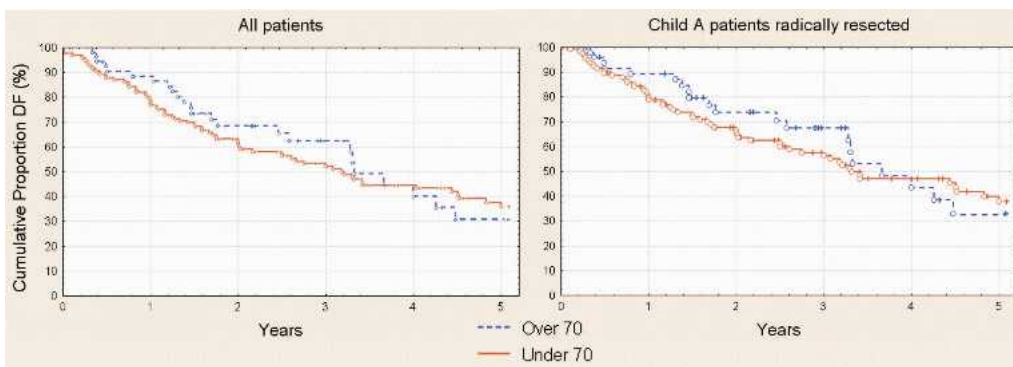 All patients
Child A patients radically resected
Cumulative Proportion DF (%)
100
90
80
70
60
50
40
30
20
10
0
0 1 2 3 4 5
Years
100
90
80
70
60
50
40
30
20
10
0
0 1 2 3 4 5
Years
Over 70
Under 70